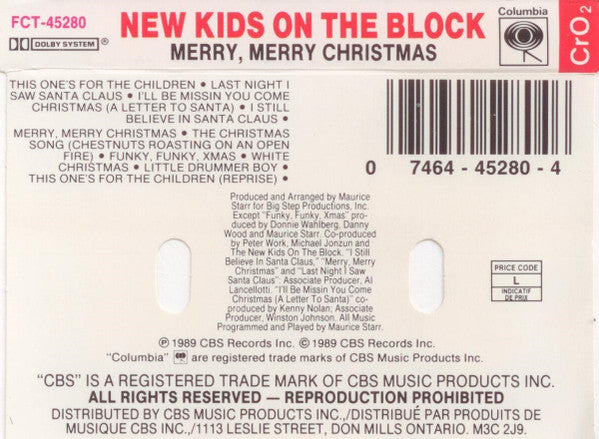 FCT-45280
DOLBY SYSTEM®
NEW KIDS ON THE BLOCK
MERRY, MERRY CHRISTMAS
Columbia
CrO2
THIS ONE'S FOR THE CHILDREN • LAST NIGHT I
SAW SANTA CLAUS • I'LL BE MISSIN YOU COME
CHRISTMAS (A LETTER TO SANTA) • I STILL
BELIEVE IN SANTA CLAUS •
MERRY, MERRY CHRISTMAS • THE CHRISTMAS
SONG (CHESTNUTS ROASTING ON AN OPEN
FIRE) • FUNKY, FUNKY, XMAS • WHITE
CHRISTMAS • LITTLE DRUMMER BOY •
THIS ONE'S FOR THE CHILDREN (REPRISE) •
0 7464-45280-4
Produced and Arranged by Maurice
Starr for Big Step Productions, Inc.
Except "Funky, Funky, Xmas" pro-
duced by Donnie Wahlberg, Danny
Wood and Maurice Starr. Co-produced
by Peter Work, Michael Jonzun and
The New Kids On The Block. "I Still
Believe In Santa Claus," "Merry, Merry
Christmas" and "Last Night I Saw
Santa Claus": Associate Producer, Al
Lancellotti. "I'll Be Missin You Come
Christmas (A Letter To Santa)" co-
produced by Kenny Nolan; Associate
Producer, Winston Johnson. All Music
Programmed and Played by Maurice Starr.
PRICE CODE
L
INDICATIF
DE PRIX
℗ 1989 CBS Records Inc. © 1989 CBS Records Inc.
"Columbia" are registered trade marks of CBS Music Products Inc.
"CBS" IS A REGISTERED TRADE MARK OF CBS MUSIC PRODUCTS INC.
ALL RIGHTS RESERVED — REPRODUCTION PROHIBITED
DISTRIBUTED BY CBS MUSIC PRODUCTS INC./DISTRIBUÉ PAR PRODUITS DE
MUSIQUE CBS INC./1113 LESLIE STREET, DON MILLS ONTARIO. M3C 2J9.